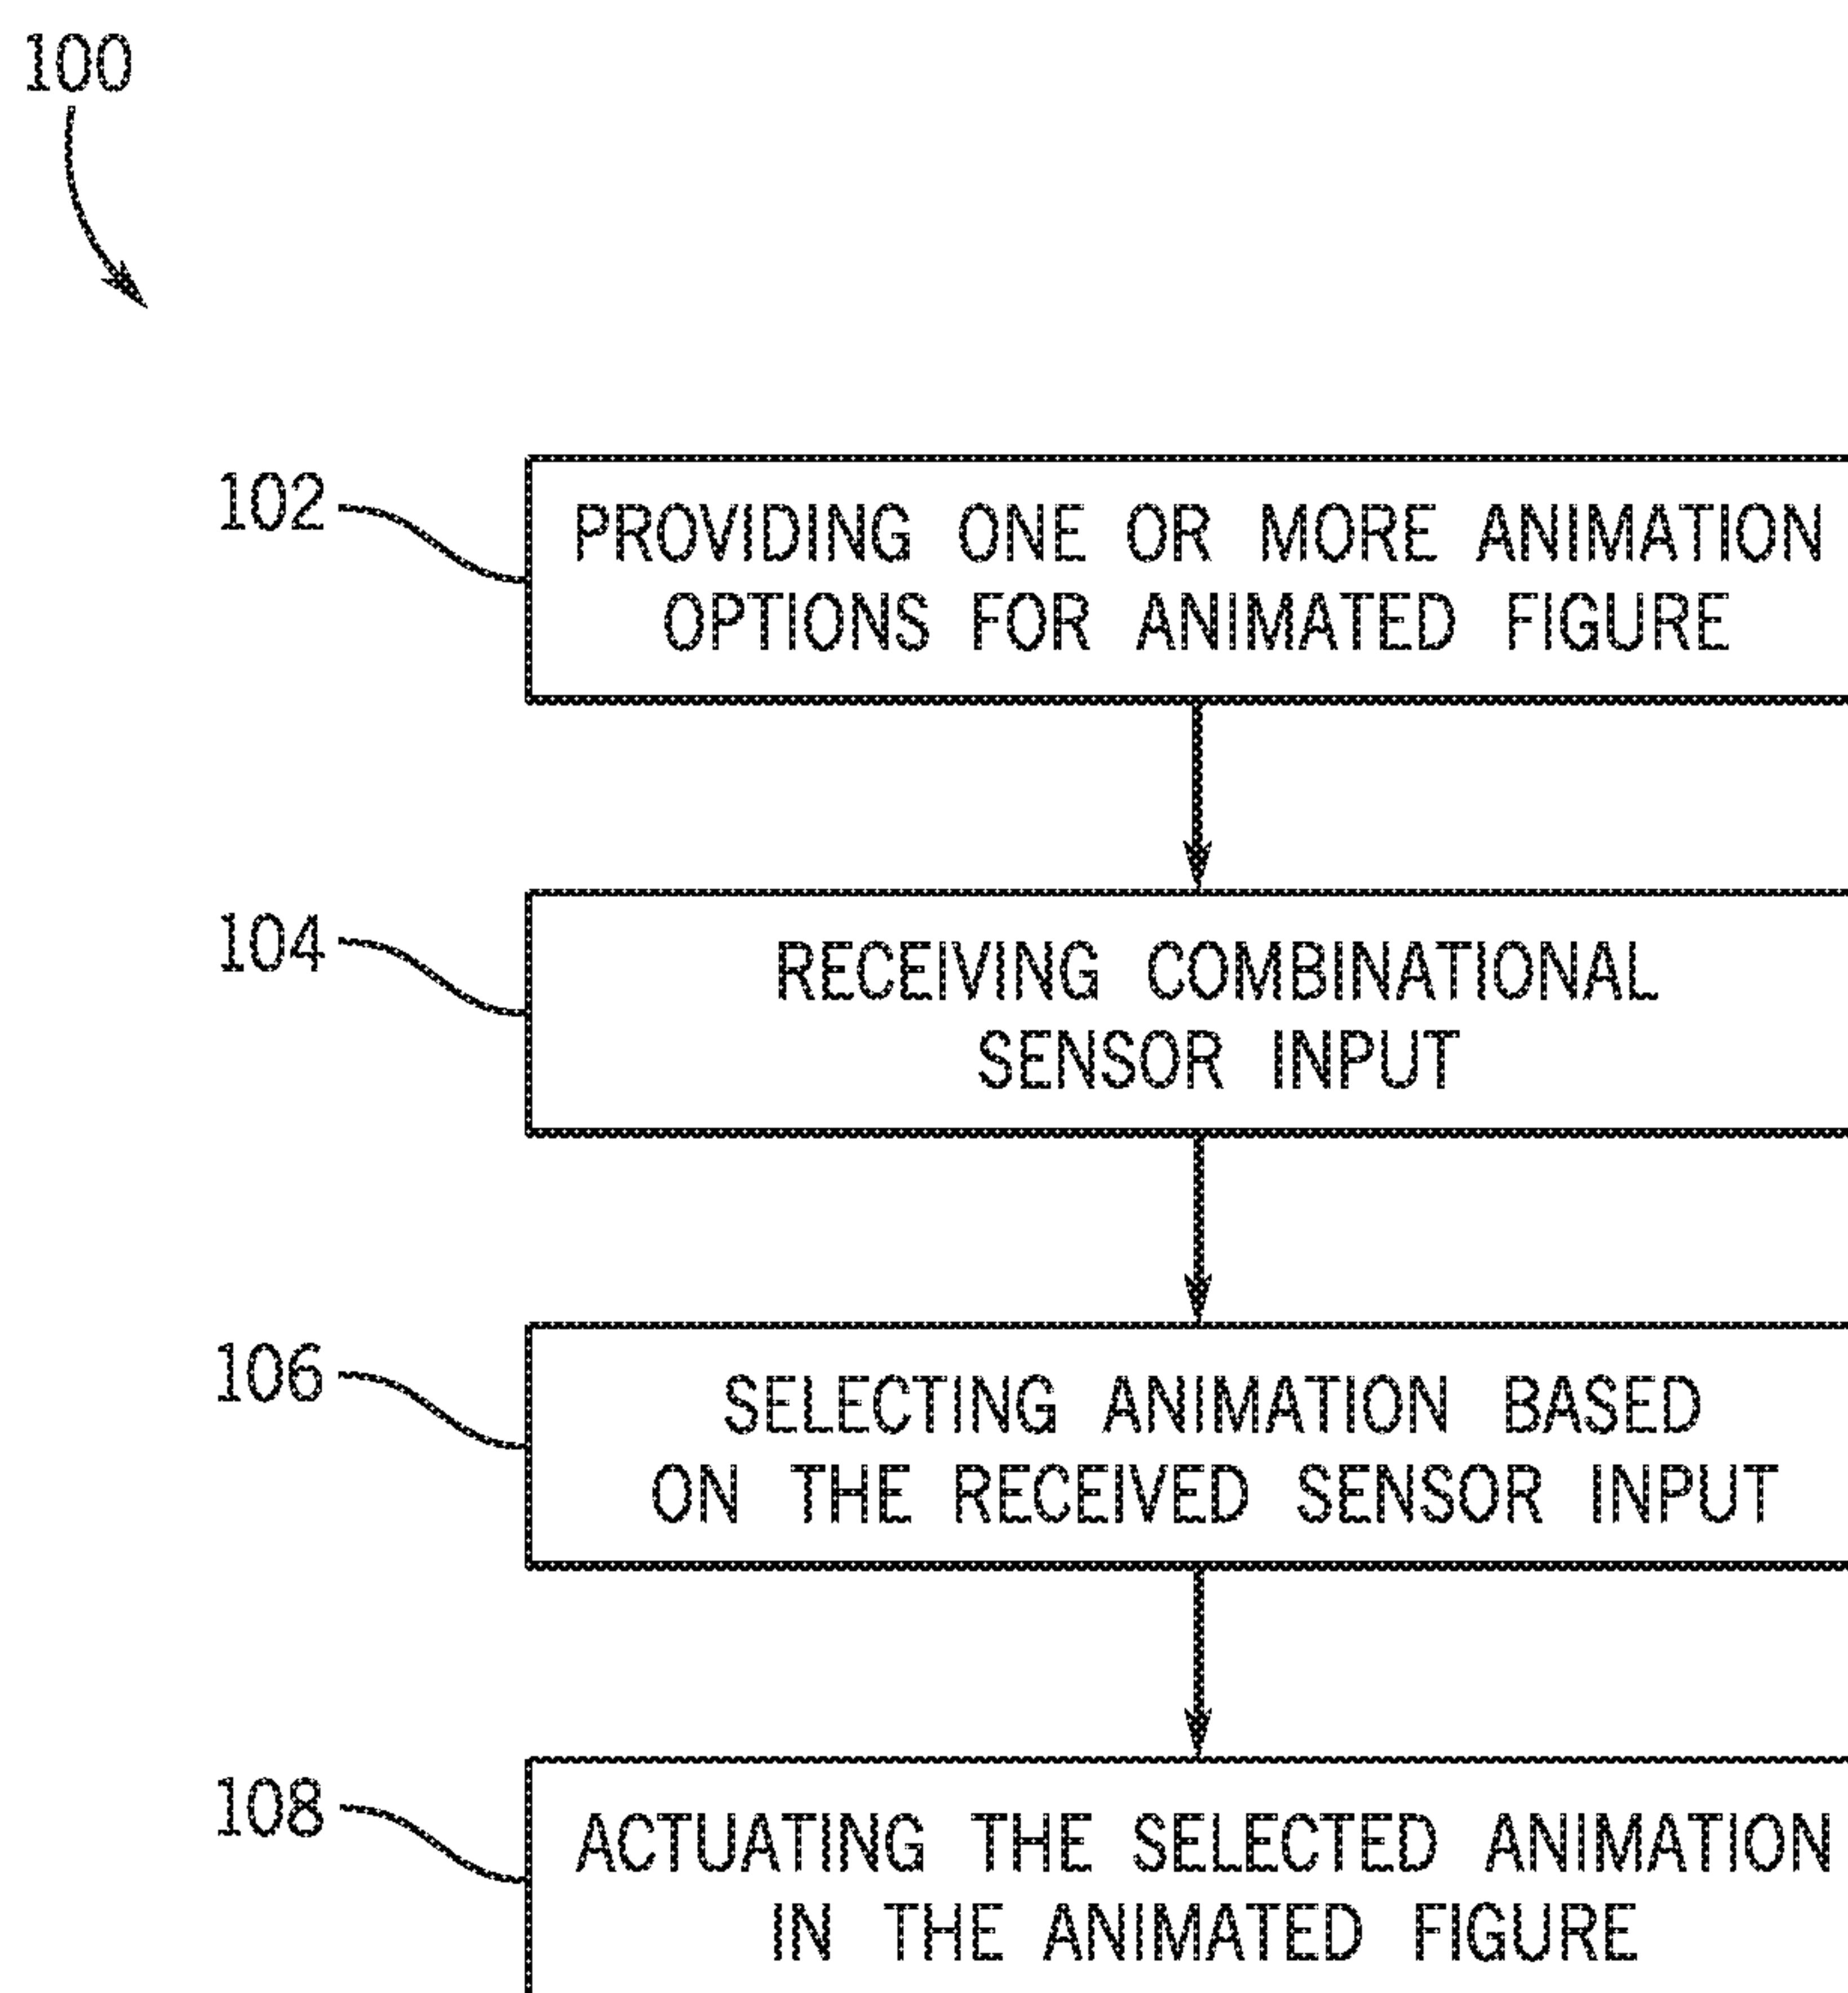 100
102
PROVIDING ONE OR MORE ANIMATION
OPTIONS FOR ANIMATED FIGURE
104
RECEIVING COMBINATIONAL
SENSOR INPUT
106
SELECTING ANIMATION BASED
ON THE RECEIVED SENSOR INPUT
108
ACTUATING THE SELECTED ANIMATION
IN THE ANIMATED FIGURE